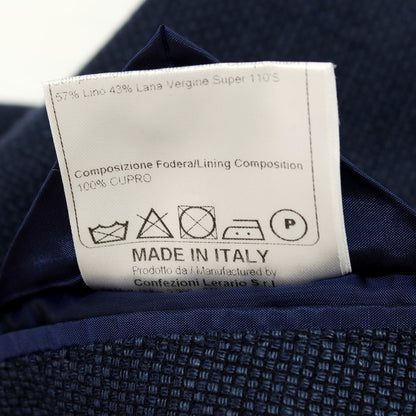 57% Lino 43% Lana Vergine Super 110'S
Composizione Fodera/Lining Composition
100% CUPRO
P
MADE IN ITALY
Prodotto da / Manufactured by
Confezioni Lerario S.r.l